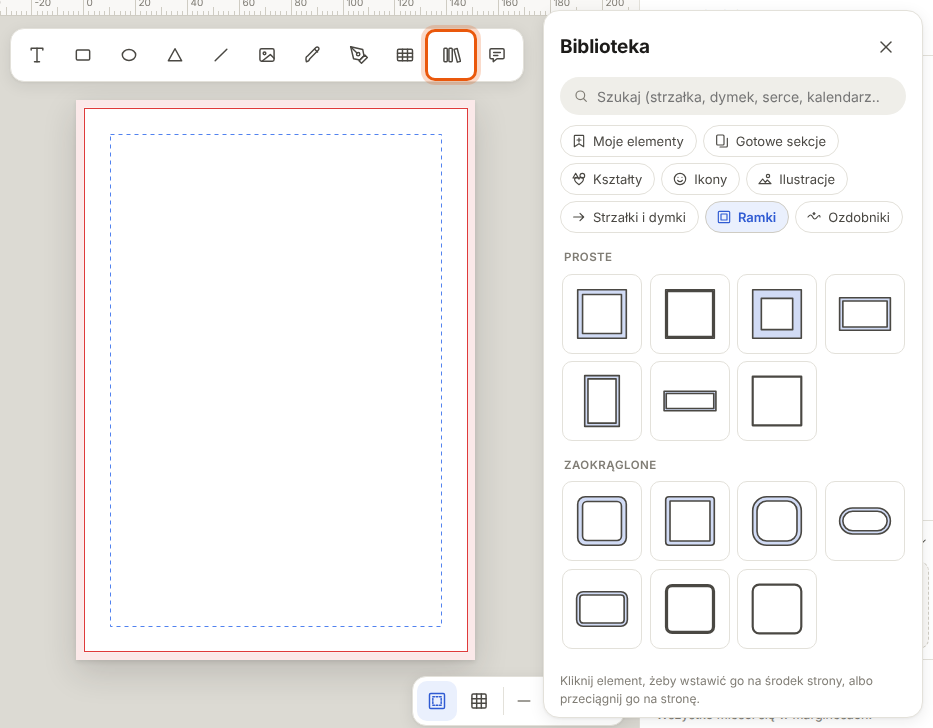 -20 0 20 40 60 80 100 120 140 160 180 200
Biblioteka
Szukaj (strzałka, dymek, serce, kalendarz..
Moje elementy
Gotowe sekcje
Kształty
Ikony
Ilustracje
Strzałki i dymki
Ramki
Ozdobniki
PROSTE
ZAOKRĄGLONE
Kliknij element, żeby wstawić go na środek strony, albo
przeciągnij go na stronę.